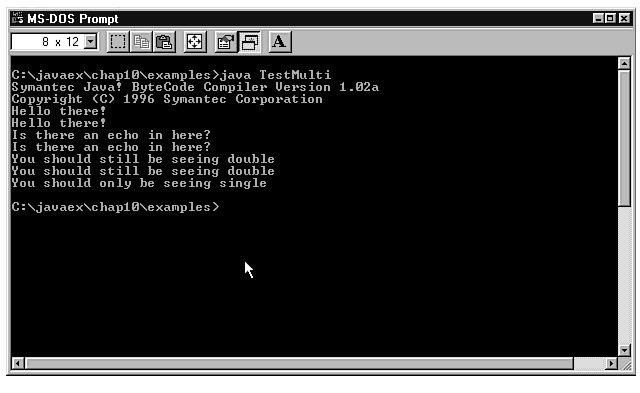 MS-DOS Prompt
8 x 12
A
C:\javaex\chap10\examples>java TestMulti
Symantec Java! ByteCode Compiler Version 1.02a
Copyright (C) 1996 Symantec Corporation
Hello there!
Hello there!
Is there an echo in here?
Is there an echo in here?
You should still be seeing double
You should still be seeing double
You should only be seeing single
C:\javaex\chap10\examples>